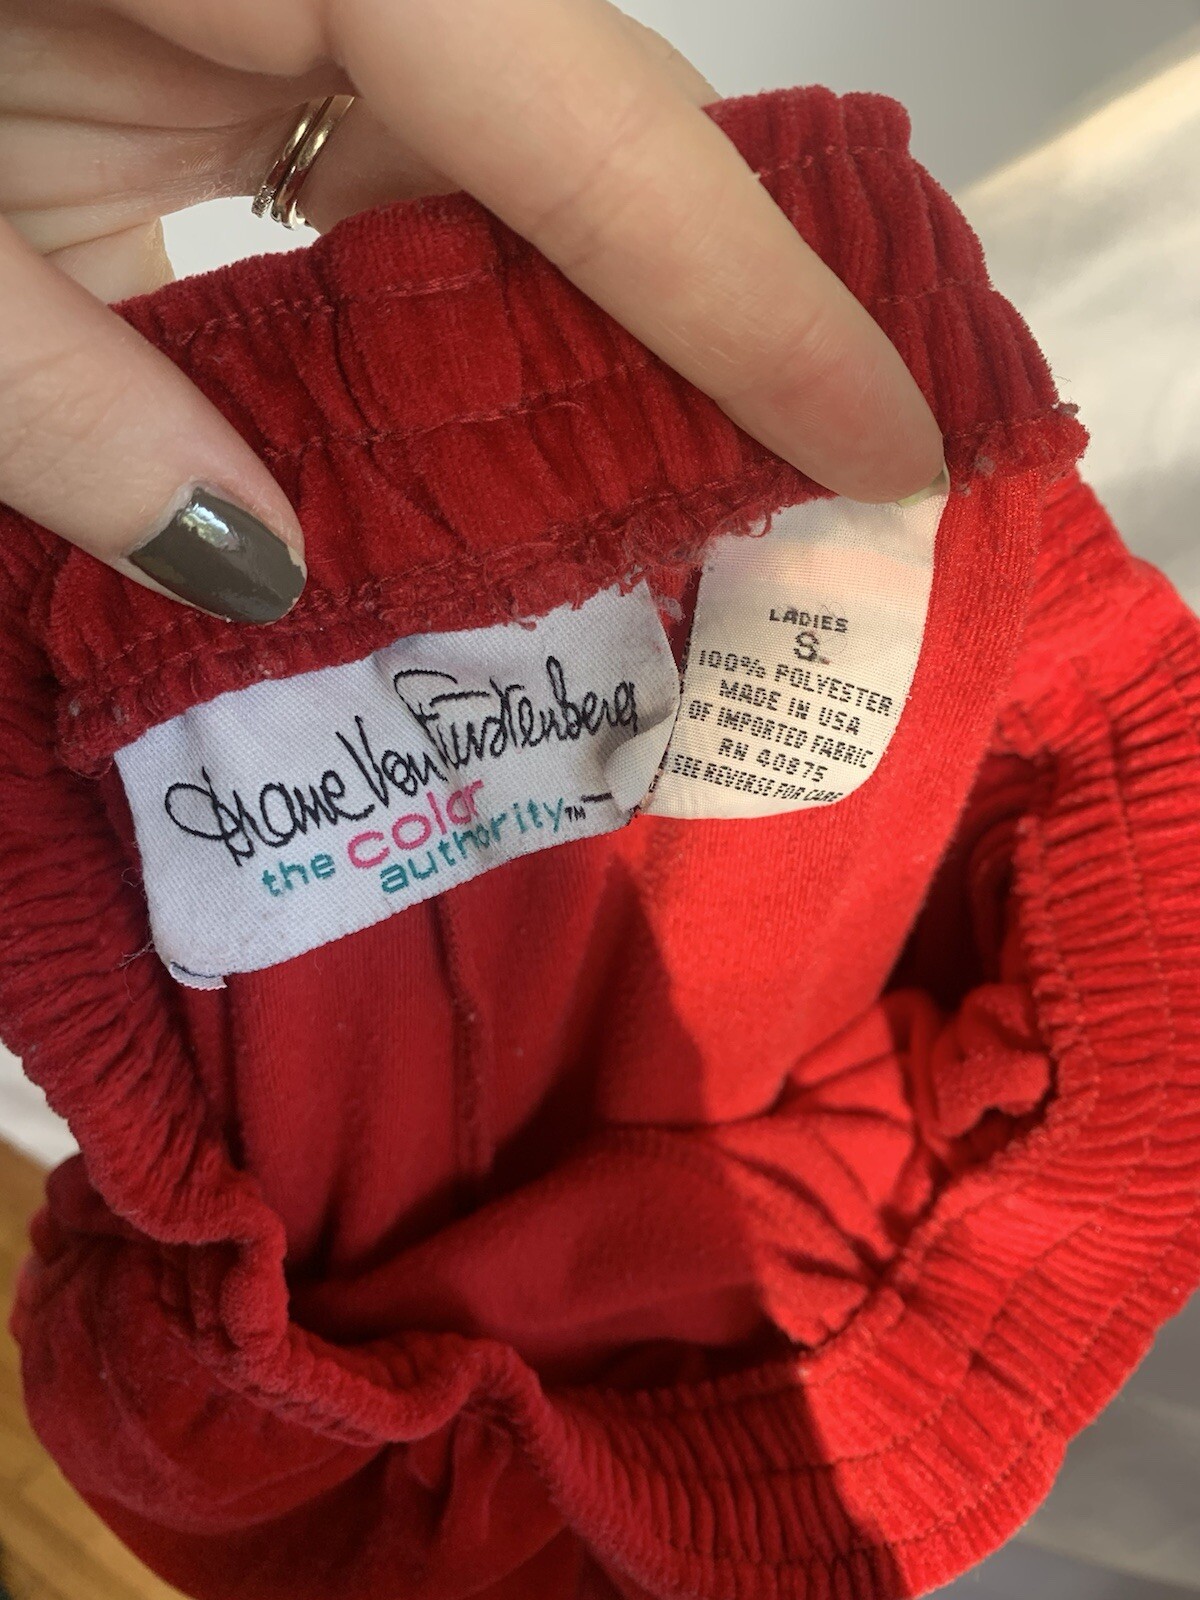 Diane Von Furstenberg
the color
authority™
LADIES
S.
100% POLYESTER
MADE IN USA
OF IMPORTED FABRIC
RN 40875
SEE REVERSE FOR CARE